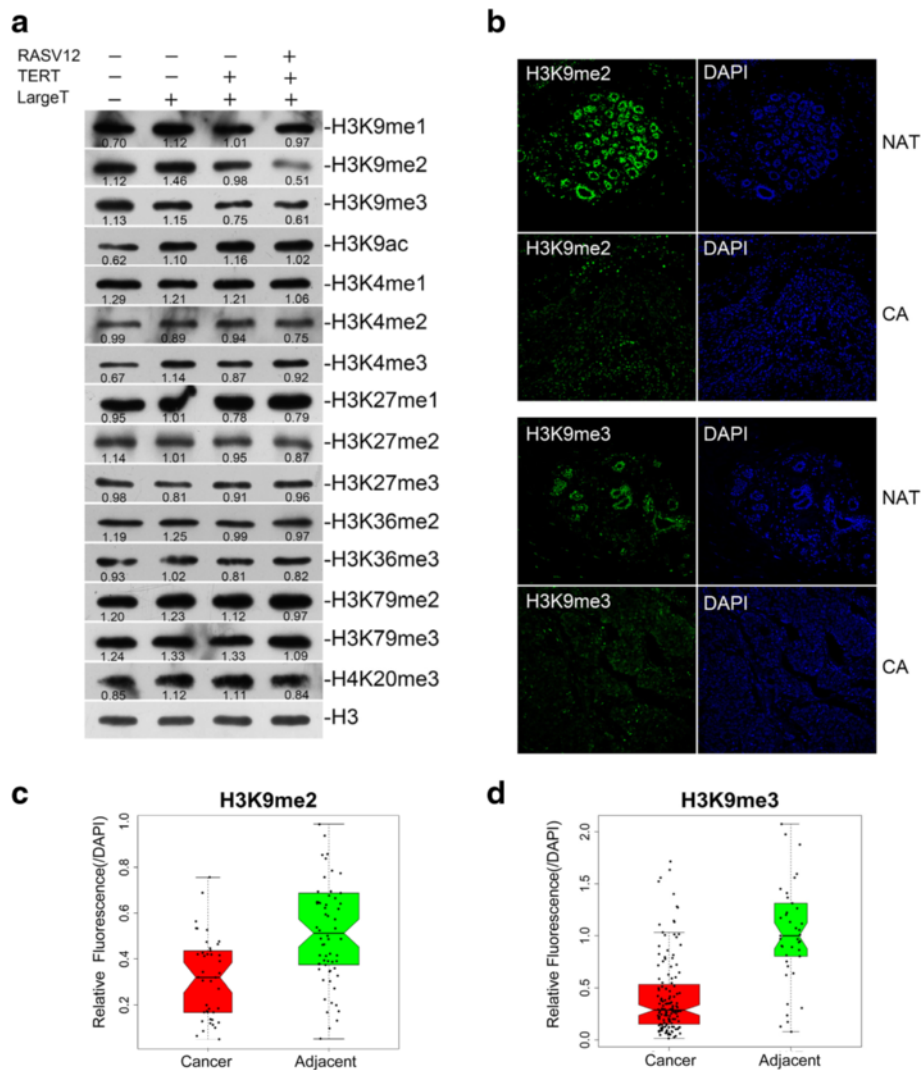 a
RASV12 − − − +
TERT − − + +
LargeT − + + +
-H3K9me1
0.70 1.12 1.01 0.97
-H3K9me2
1.12 1.46 0.98 0.51
-H3K9me3
1.13 1.15 0.75 0.61
-H3K9ac
0.62 1.10 1.16 1.02
-H3K4me1
1.29 1.21 1.21 1.06
-H3K4me2
0.99 0.89 0.94 0.75
-H3K4me3
0.67 1.14 0.87 0.92
-H3K27me1
0.95 1.01 0.78 0.79
-H3K27me2
1.14 1.01 0.95 0.87
-H3K27me3
0.98 0.81 0.91 0.96
-H3K36me2
1.19 1.25 0.99 0.97
-H3K36me3
0.93 1.02 0.81 0.82
-H3K79me2
1.20 1.23 1.12 0.97
-H3K79me3
1.24 1.33 1.33 1.09
-H4K20me3
0.85 1.12 1.11 0.84
-H3
b
H3K9me2 DAPI
NAT
H3K9me2 DAPI
CA
H3K9me3 DAPI
NAT
H3K9me3 DAPI
CA
c
H3K9me2
Relative Fluorescence(/DAPI)
1.0
0.8
0.6
0.4
0.2
Cancer Adjacent
d
H3K9me3
Relative Fluorescence(/DAPI)
2.0
1.5
1.0
0.5
0.0
Cancer Adjacent